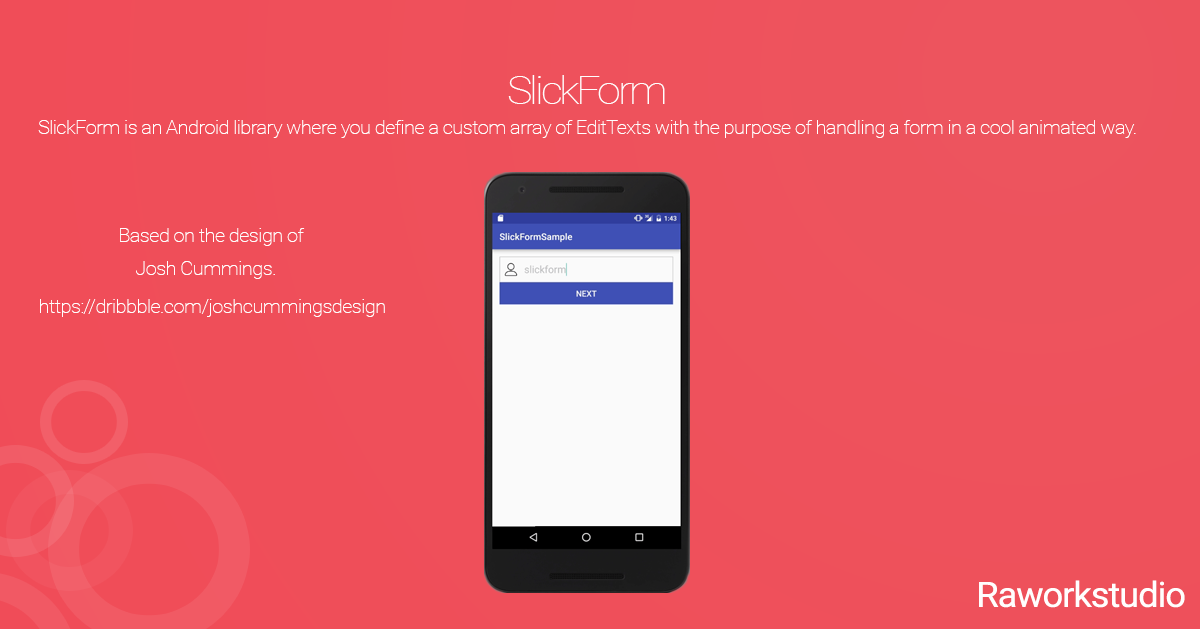 SlickForm
SlickForm is an Android library where you define a custom array of EditTexts with the purpose of handling a form in a cool animated way.
Based on the design of
Josh Cummings.
https://dribbble.com/joshcummingsdesign
1:43
SlickFormSample
slickform
NEXT
Raworkstudio